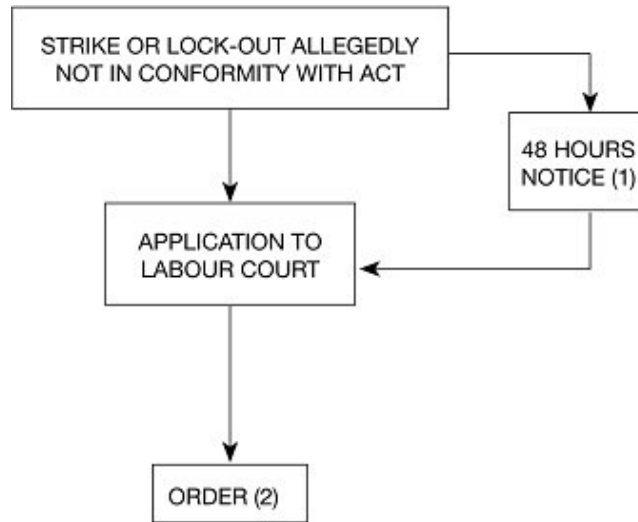 STRIKE OR LOCK-OUT ALLEGEDLY
NOT IN CONFORMITY WITH ACT
48 HOURS
NOTICE (1)
APPLICATION TO
LABOUR COURT
ORDER (2)